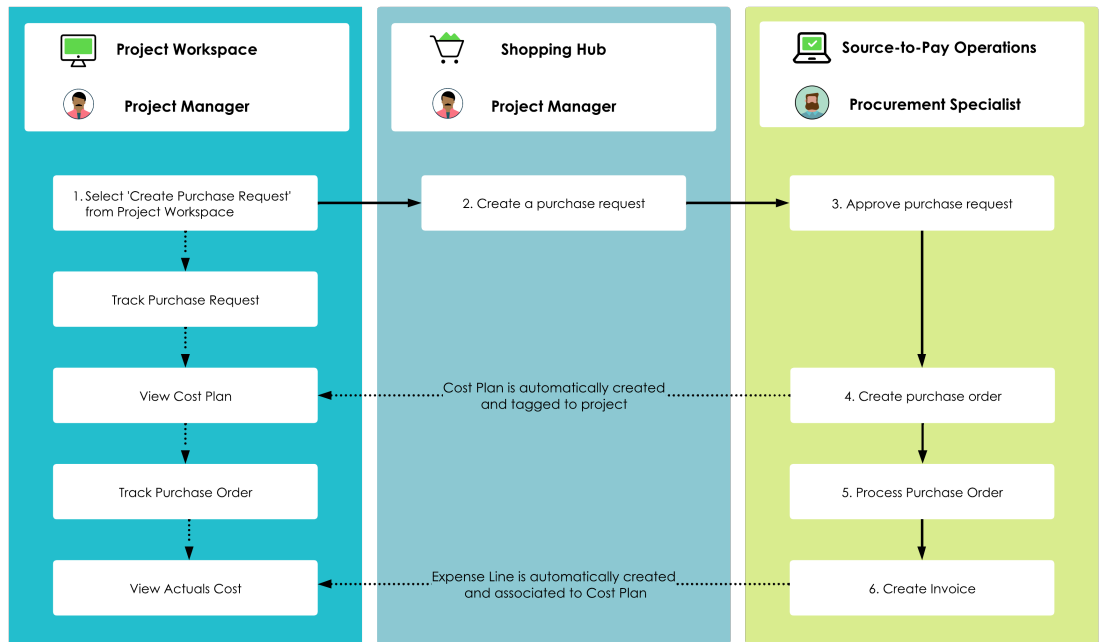 Project Workspace
Project Manager
Shopping Hub
Project Manager
Source-to-Pay Operations
Procurement Specialist
1. Select 'Create Purchase Request'
from Project Workspace
2. Create a purchase request
3. Approve purchase request
Track Purchase Request
View Cost Plan
Cost Plan is automatically created
and tagged to project
4. Create purchase order
Track Purchase Order
5. Process Purchase Order
View Actuals Cost
Expense Line is automatically created
and associated to Cost Plan
6. Create Invoice